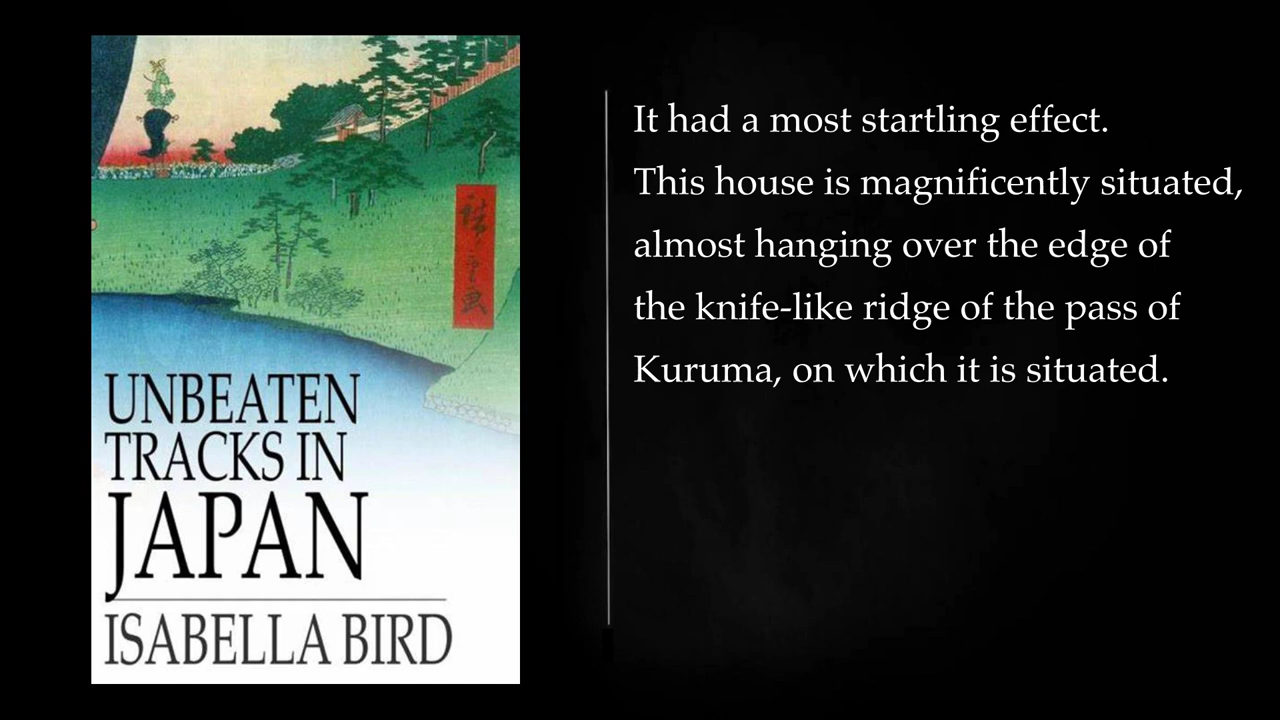 UNBEATEN
TRACKS IN
JAPAN
ISABELLA BIRD
It had a most startling effect.
This house is magnificently situated,
almost hanging over the edge of
the knife-like ridge of the pass of
Kuruma, on which it is situated.